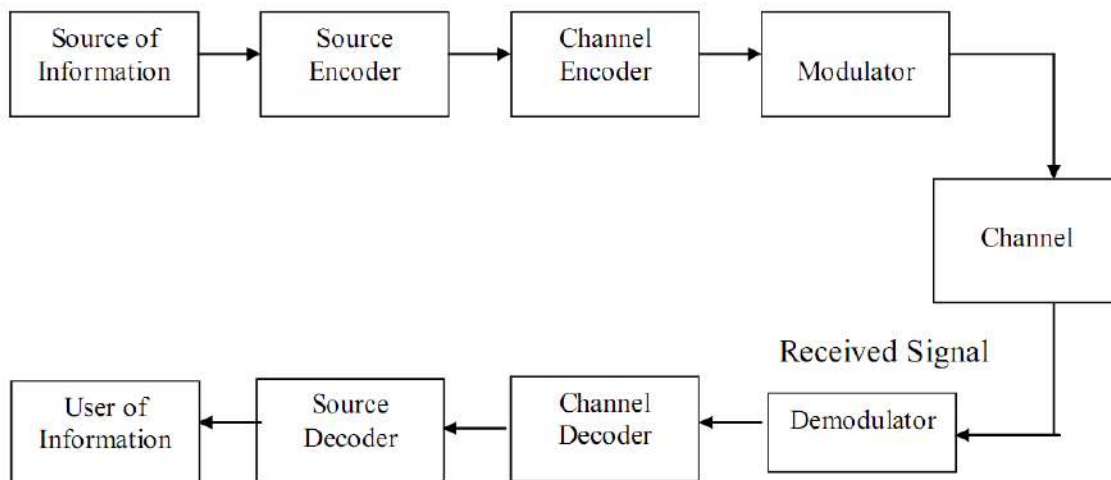 Source of
Information
Source
Encoder
Channel
Encoder
Modulator
Channel
Received Signal
User of
Information
Source
Decoder
Channel
Decoder
Demodulator